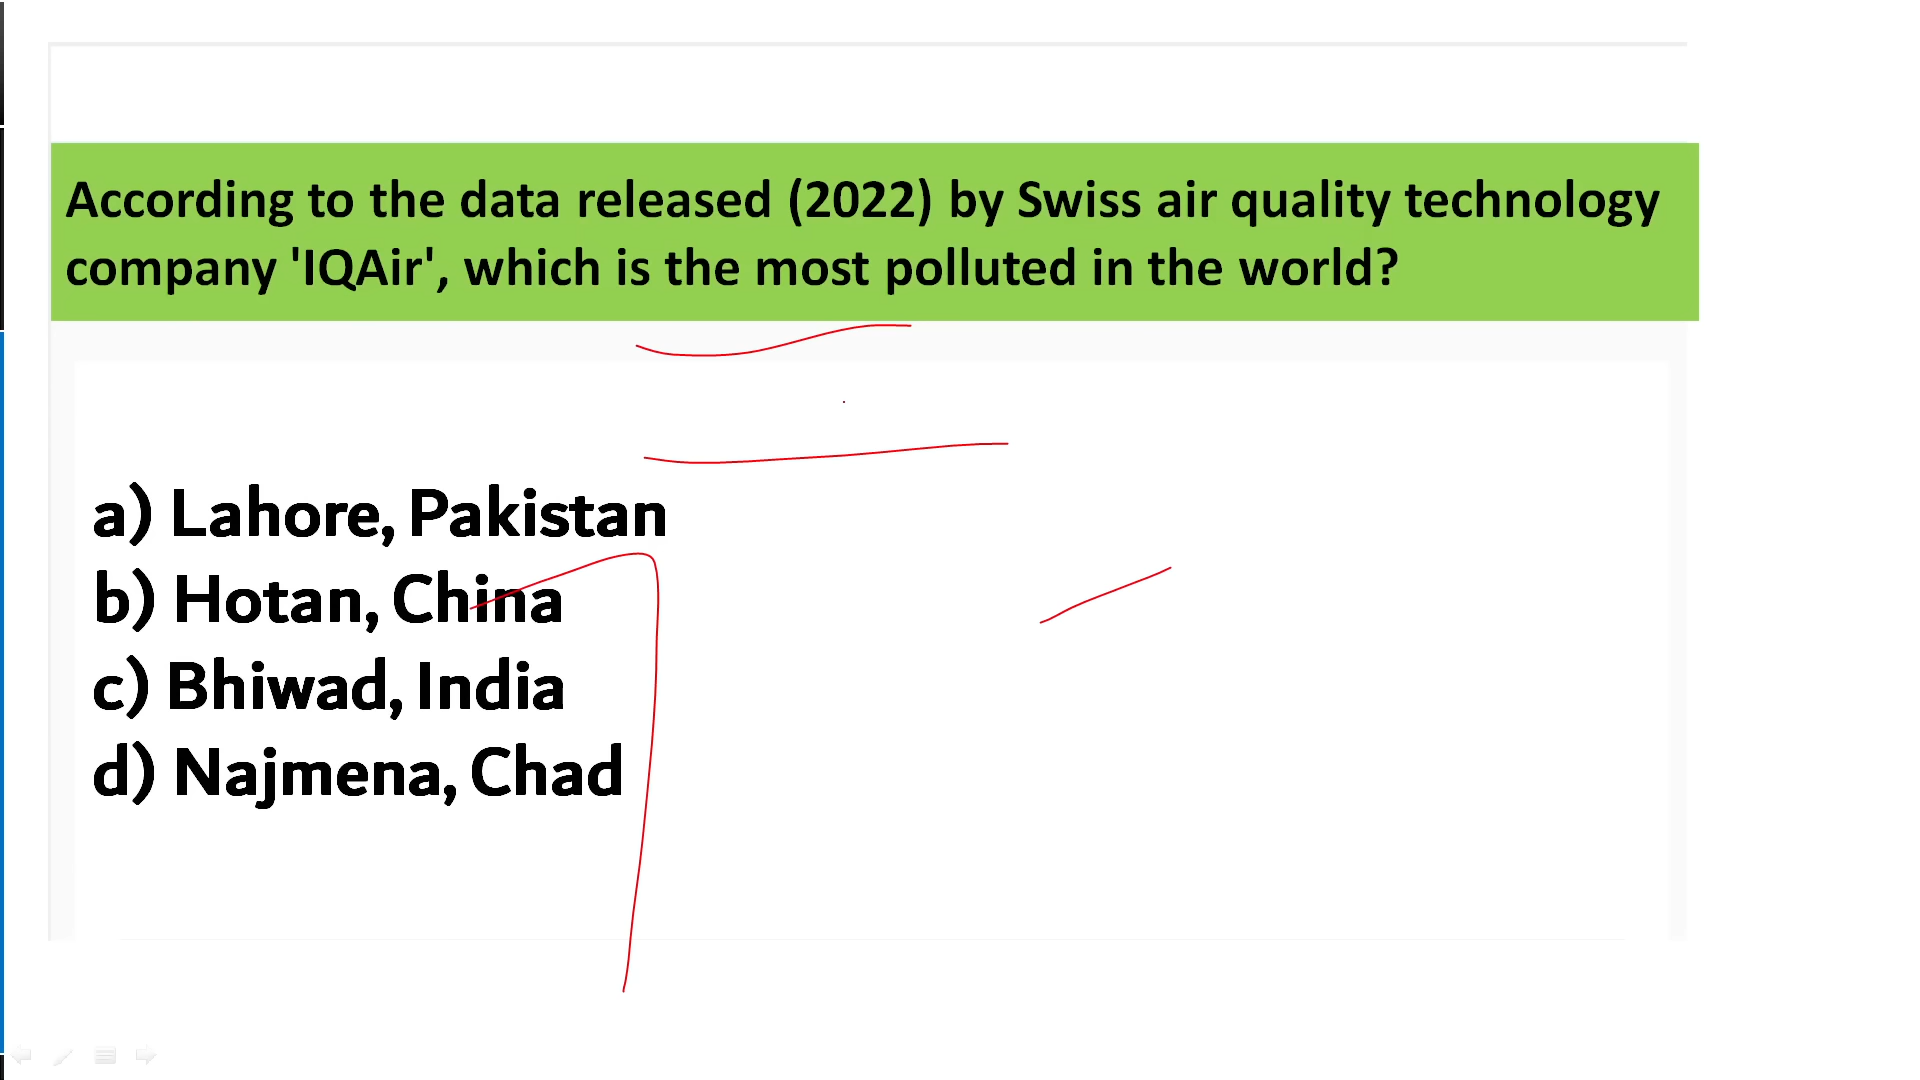 According to the data released (2022) by Swiss air quality technology
company 'IQAir', which is the most polluted in the world?
a) Lahore, Pakistan
b) Hotan, China
c) Bhiwad, India
d) Najmena, Chad